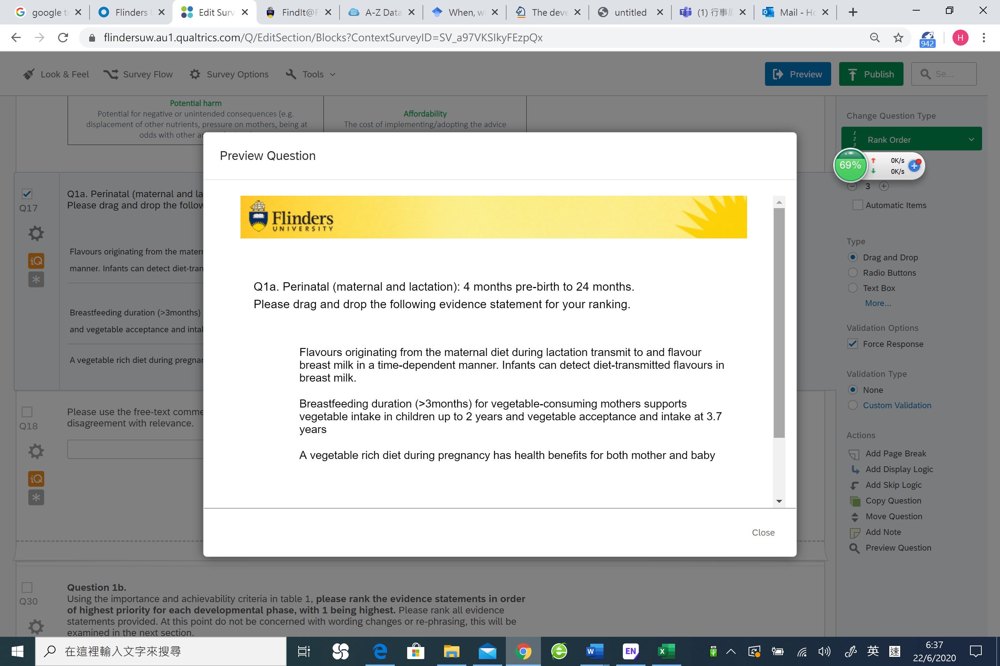 google t
Flinders
Edit Surv
FindIt@F
A-Z Data
When, w
The deve
untitled
(1) 行事
Mail - Ho
flindersuw.au1.qualtrics.com/Q/EditSection/Blocks?ContextSurveyID=SV_a97VKSIkyFEzpQx
942
H
Look & Feel
Survey Flow
Survey Options
Tools
Preview
Publish
Se...
Potential harm
Potential for negative or unintended consequences (e.g.
displacement of other nutrients, pressure on mothers, being at
odds with other
Affordability
The cost of implementing/adopting the advice
Change Question Type
1
2
3
Rank Order
69%
0K/s
0K/s
3
Automatic Items
Type
Drag and Drop
Radio Buttons
Text Box
More...
Validation Options
Force Response
Validation Type
None
Custom Validation
Actions
Add Page Break
Add Display Logic
Add Skip Logic
Copy Question
Move Question
Add Note
Preview Question
Q17
Q1a. Perinatal (maternal and la
Please drag and drop the follow
iQ
Flavours originating from the matern
manner. Infants can detect diet-tran
Breastfeeding duration (>3months)
and vegetable acceptance and intak
A vegetable rich diet during pregnan
Q18
Please use the free-text comme
disagreement with relevance.
iQ
Preview Question
Flinders
UNIVERSITY
Q1a. Perinatal (maternal and lactation): 4 months pre-birth to 24 months.
Please drag and drop the following evidence statement for your ranking.
Flavours originating from the maternal diet during lactation transmit to and flavour
breast milk in a time-dependent manner. Infants can detect diet-transmitted flavours in
breast milk.
Breastfeeding duration (>3months) for vegetable-consuming mothers supports
vegetable intake in children up to 2 years and vegetable acceptance and intake at 3.7
years
A vegetable rich diet during pregnancy has health benefits for both mother and baby
Close
Q30
Question 1b.
Using the importance and achievability criteria in table 1, please rank the evidence statements in order
of highest priority for each developmental phase, with 1 being highest. Please rank all evidence
statements provided. At this point do not be concerned with wording changes or re-phrasing, this will be
examined in the next section.
在這裡輸入文字來搜尋
EN
英
速
6:37
22/6/2020